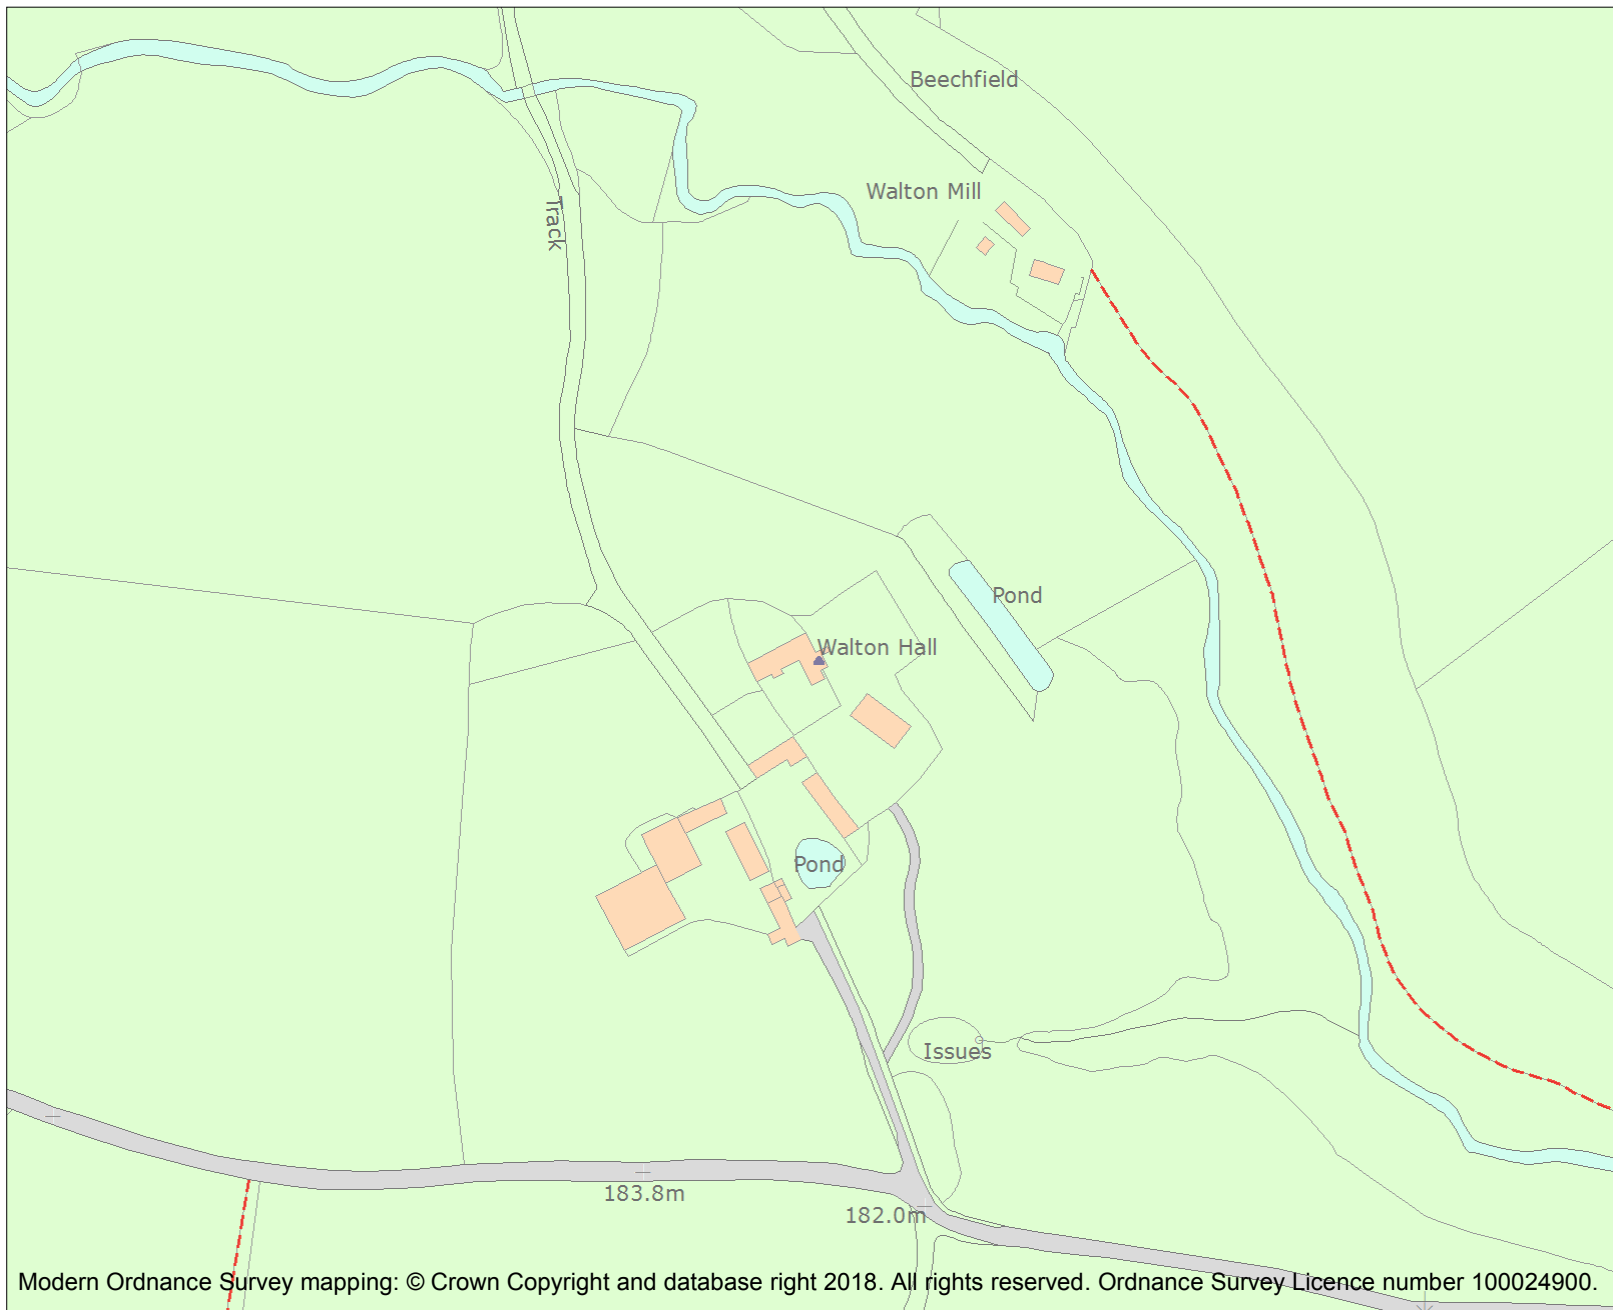 Beechfield
Walton Mill
Track
Pond
Walton Hall
Pond
Issues
183.8m
182.0m
Modern Ordnance Survey mapping: © Crown Copyright and database right 2018. All rights reserved. Ordnance Survey Licence number 100024900.